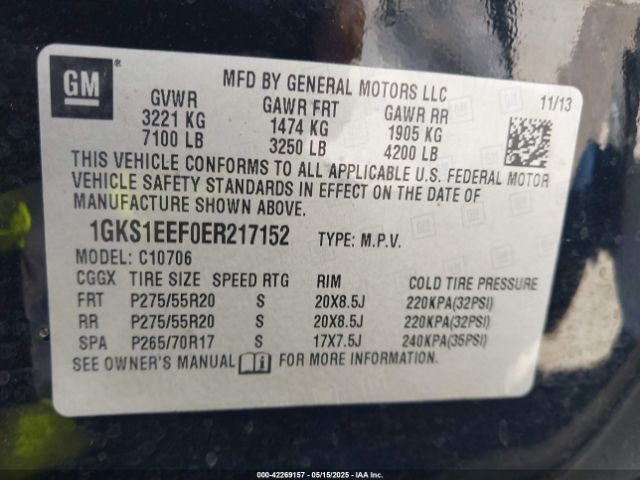 GM ®
MFD BY GENERAL MOTORS LLC
11/13
GVWR GAWR FRT GAWR RR
3221 KG 1474 KG 1905 KG
7100 LB 3250 LB 4200 LB
THIS VEHICLE CONFORMS TO ALL APPLICABLE U.S. FEDERAL MOTOR
VEHICLE SAFETY STANDARDS IN EFFECT ON THE DATE OF
MANUFACTURE SHOWN ABOVE.
1GKS1EEF0ER217152 TYPE: M.P.V.
MODEL: C10706
CGGX TIRE SIZE SPEED RTG RIM COLD TIRE PRESSURE
FRT P275/55R20 S 20X8.5J 220KPA(32PSI)
RR P275/55R20 S 20X8.5J 220KPA(32PSI)
SPA P265/70R17 S 17X7.5J 240KPA(35PSI)
SEE OWNER'S MANUAL i FOR MORE INFORMATION.
000-42269157 - 05/15/2025 - IAAI.COM